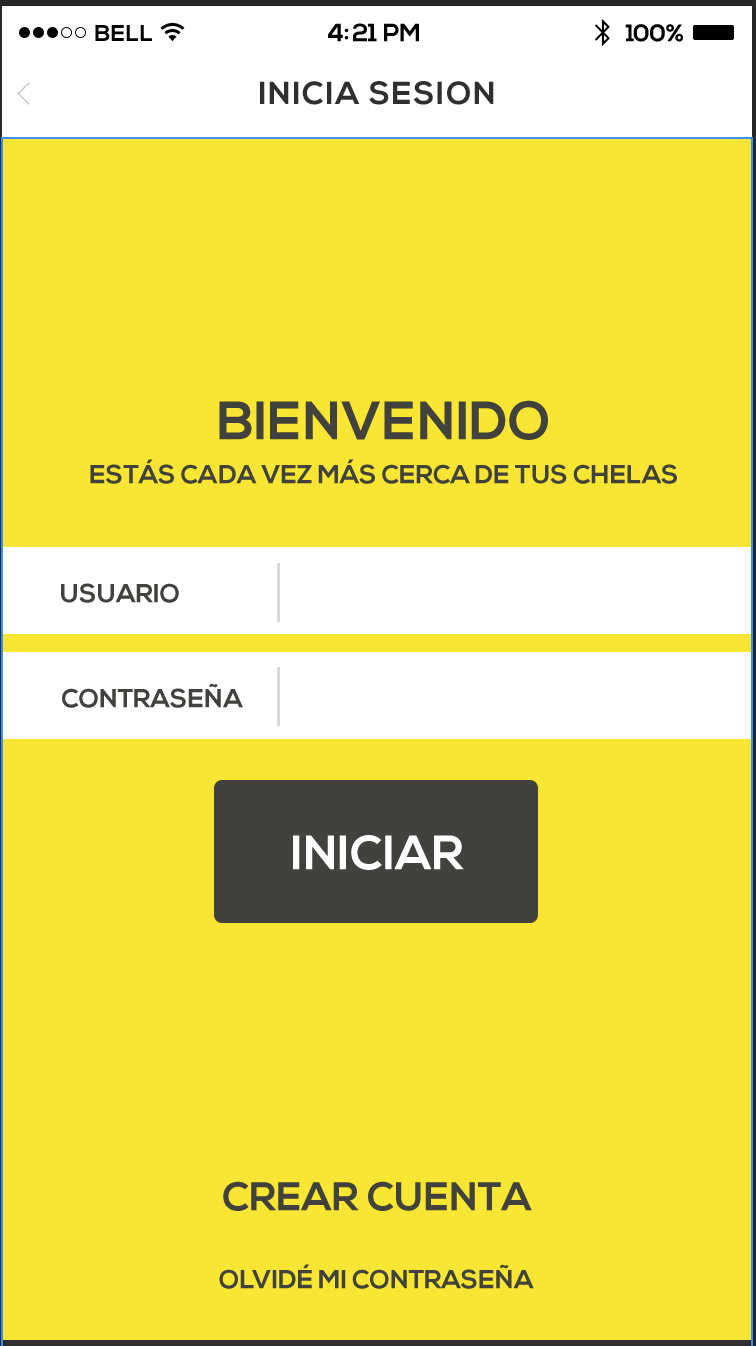 BELL 4:21 PM 100%
INICIA SESION
BIENVENIDO
ESTÁS CADA VEZ MÁS CERCA DE TUS CHELAS
USUARIO
CONTRASEÑA
INICIAR
CREAR CUENTA
OLVIDÉ MI CONTRASEÑA